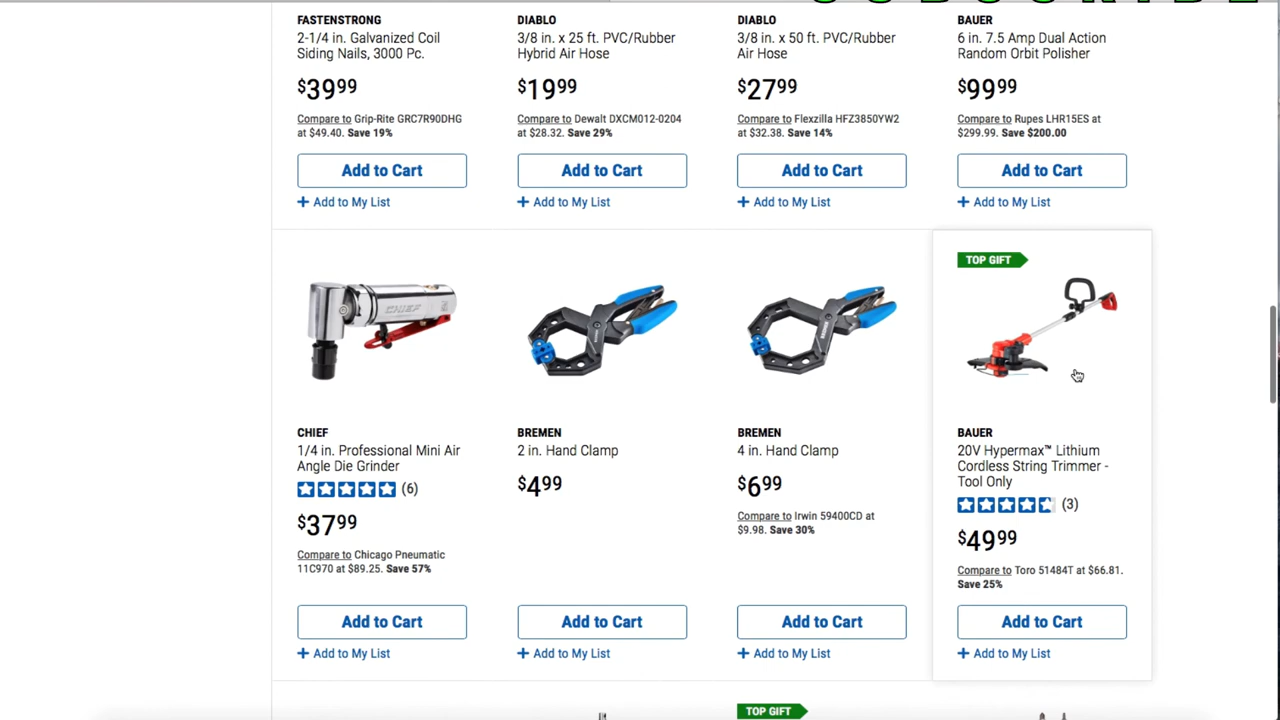 SUBSCRIBE
FASTENSTRONG
2-1/4 in. Galvanized Coil
Siding Nails, 3000 Pc.
$39.99
Compare to Grip-Rite GRC7R90DHG
at $49.40. Save 19%
Add to Cart
+ Add to My List
DIABLO
3/8 in. x 25 ft. PVC/Rubber
Hybrid Air Hose
$19.99
Compare to Dewalt DXCM012-0204
at $28.32. Save 29%
Add to Cart
+ Add to My List
DIABLO
3/8 in. x 50 ft. PVC/Rubber
Air Hose
$27.99
Compare to Flexzilla HFZ3850YW2
at $32.38. Save 14%
Add to Cart
+ Add to My List
BAUER
6 in. 7.5 Amp Dual Action
Random Orbit Polisher
$99.99
Compare to Rupes LHR15ES at
$299.99. Save $200.00
Add to Cart
+ Add to My List
CHIEF
CHIEF
1/4 in. Professional Mini Air
Angle Die Grinder
(6)
$37.99
Compare to Chicago Pneumatic
11C970 at $89.25. Save 57%
Add to Cart
+ Add to My List
BREMEN
2 in. Hand Clamp
$4.99
Add to Cart
+ Add to My List
BREMEN
4 in. Hand Clamp
$6.99
Compare to Irwin 59400CD at
$9.98. Save 30%
Add to Cart
+ Add to My List
TOP GIFT
BAUER
20V Hypermax™ Lithium
Cordless String Trimmer -
Tool Only
(3)
$49.99
Compare to Toro 51484T at $66.81.
Save 25%
Add to Cart
+ Add to My List
TOP GIFT